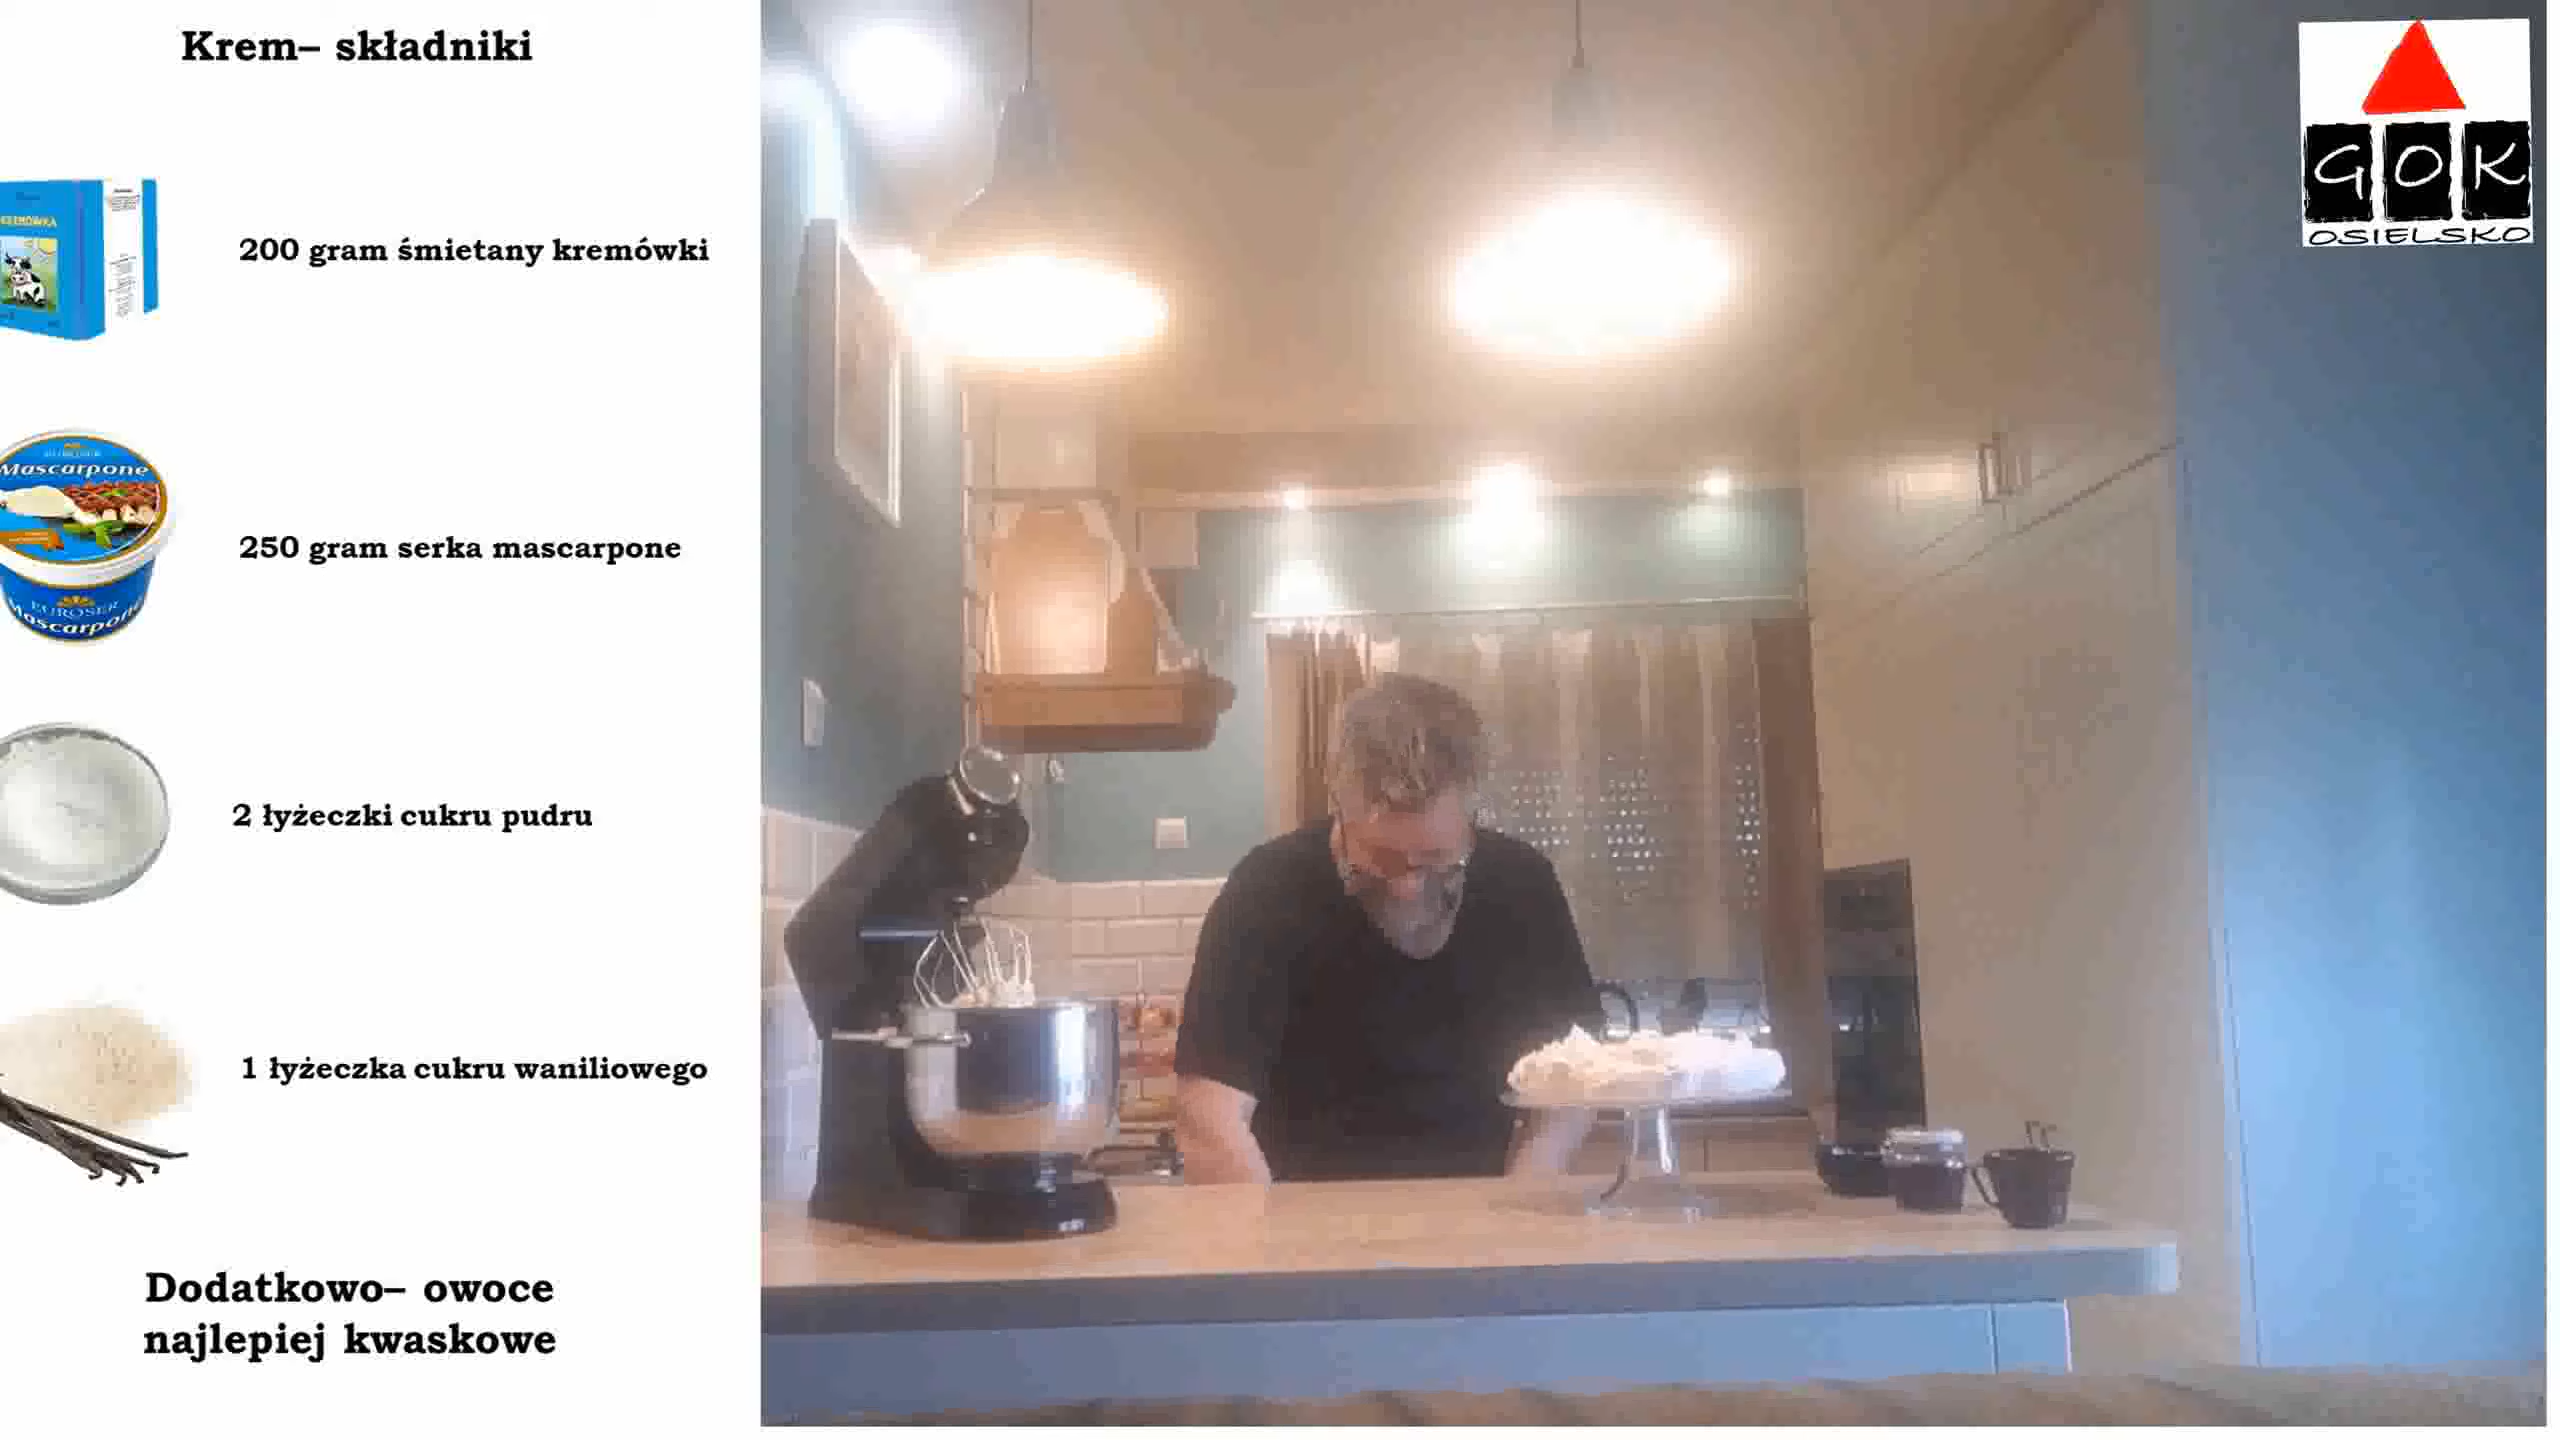 Krem– składniki
KREMÓWKA
200 gram śmietany kremówki
Mascarpone
EUROSER
Mascarpone
250 gram serka mascarpone
2 łyżeczki cukru pudru
1 łyżeczka cukru waniliowego
Dodatkowo– owoce
najlepiej kwaskowe
GOK
OSIELSKO